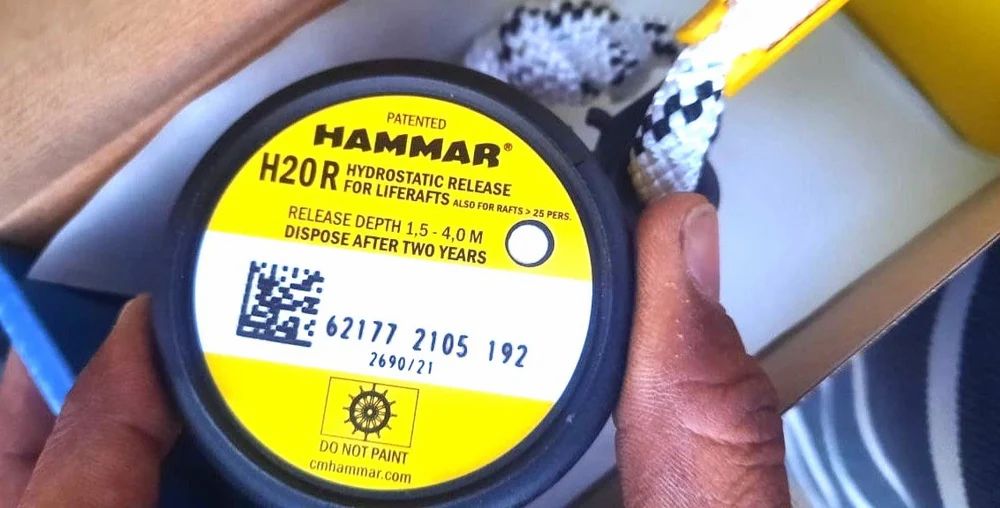 PATENTED
HAMMAR®
H20R HYDROSTATIC RELEASE
FOR LIFERAFTS ALSO FOR RAFTS > 25 PERS.
RELEASE DEPTH 1,5 - 4,0 M
DISPOSE AFTER TWO YEARS
62177 2105 192
2690/21
DO NOT PAINT
cmhammar.com